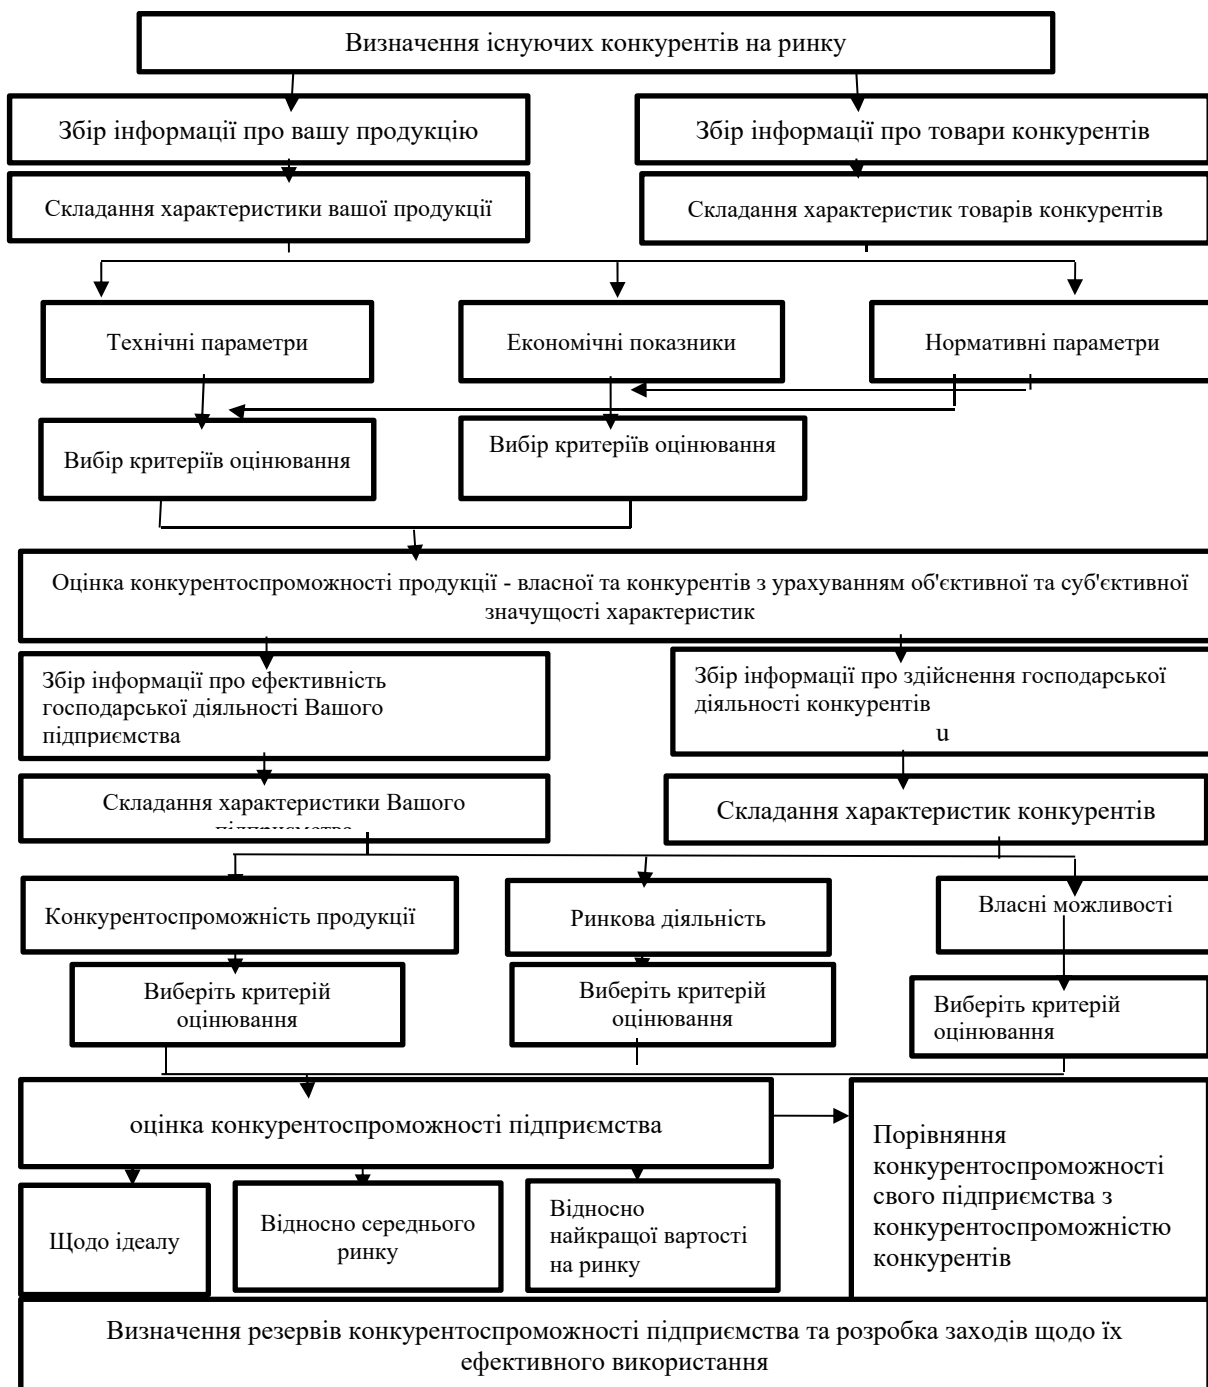 Визначення існуючих конкурентів на ринку
Збір інформації про вашу продукцію
Збір інформації про товари конкурентів
Складання характеристики вашої продукції
Складання характеристик товарів конкурентів
Технічні параметри
Економічні показники
Нормативні параметри
Вибір критеріїв оцінювання
Вибір критеріїв оцінювання
Оцінка конкурентоспроможності продукції - власної та конкурентів з урахуванням об'єктивної та суб'єктивної
значущості характеристик
Збір інформації про ефективність
господарської діяльності Вашого
підприємства
Збір інформації про здійснення господарської
діяльності конкурентів
u
Складання характеристики Вашого
Складання характеристик конкурентів
Конкурентоспроможність продукції
Ринкова діяльність
Власні можливості
Виберіть критерій
оцінювання
Виберіть критерій
оцінювання
Виберіть критерій
оцінювання
оцінка конкурентоспроможності підприємства
Порівняння
конкурентоспроможності
свого підприємства з
конкурентоспроможністю
конкурентів
Щодо ідеалу
Відносно середнього
ринку
Відносно
найкращої вартості
на ринку
Визначення резервів конкурентоспроможності підприємства та розробка заходів щодо їх
ефективного використання